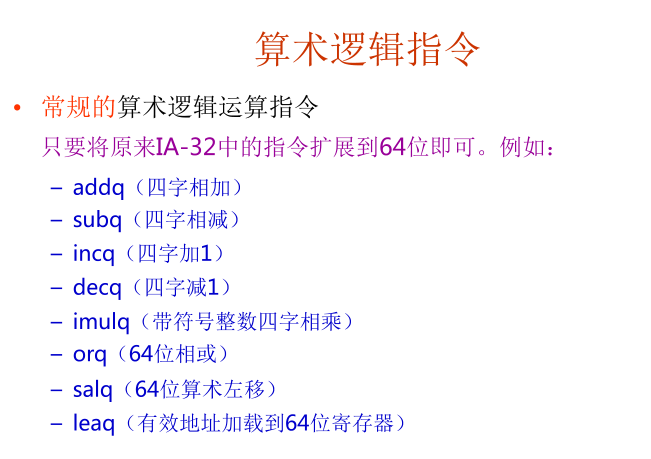 算术逻辑指令
• 常规的算术逻辑运算指令
只要将原来IA-32中的指令扩展到64位即可。例如：
– addq（四字相加）
– subq（四字相减）
– incq（四字加1）
– decq（四字减1）
– imulq（带符号整数四字相乘）
– orq（64位相或）
– salq（64位算术左移）
– leaq（有效地址加载到64位寄存器）